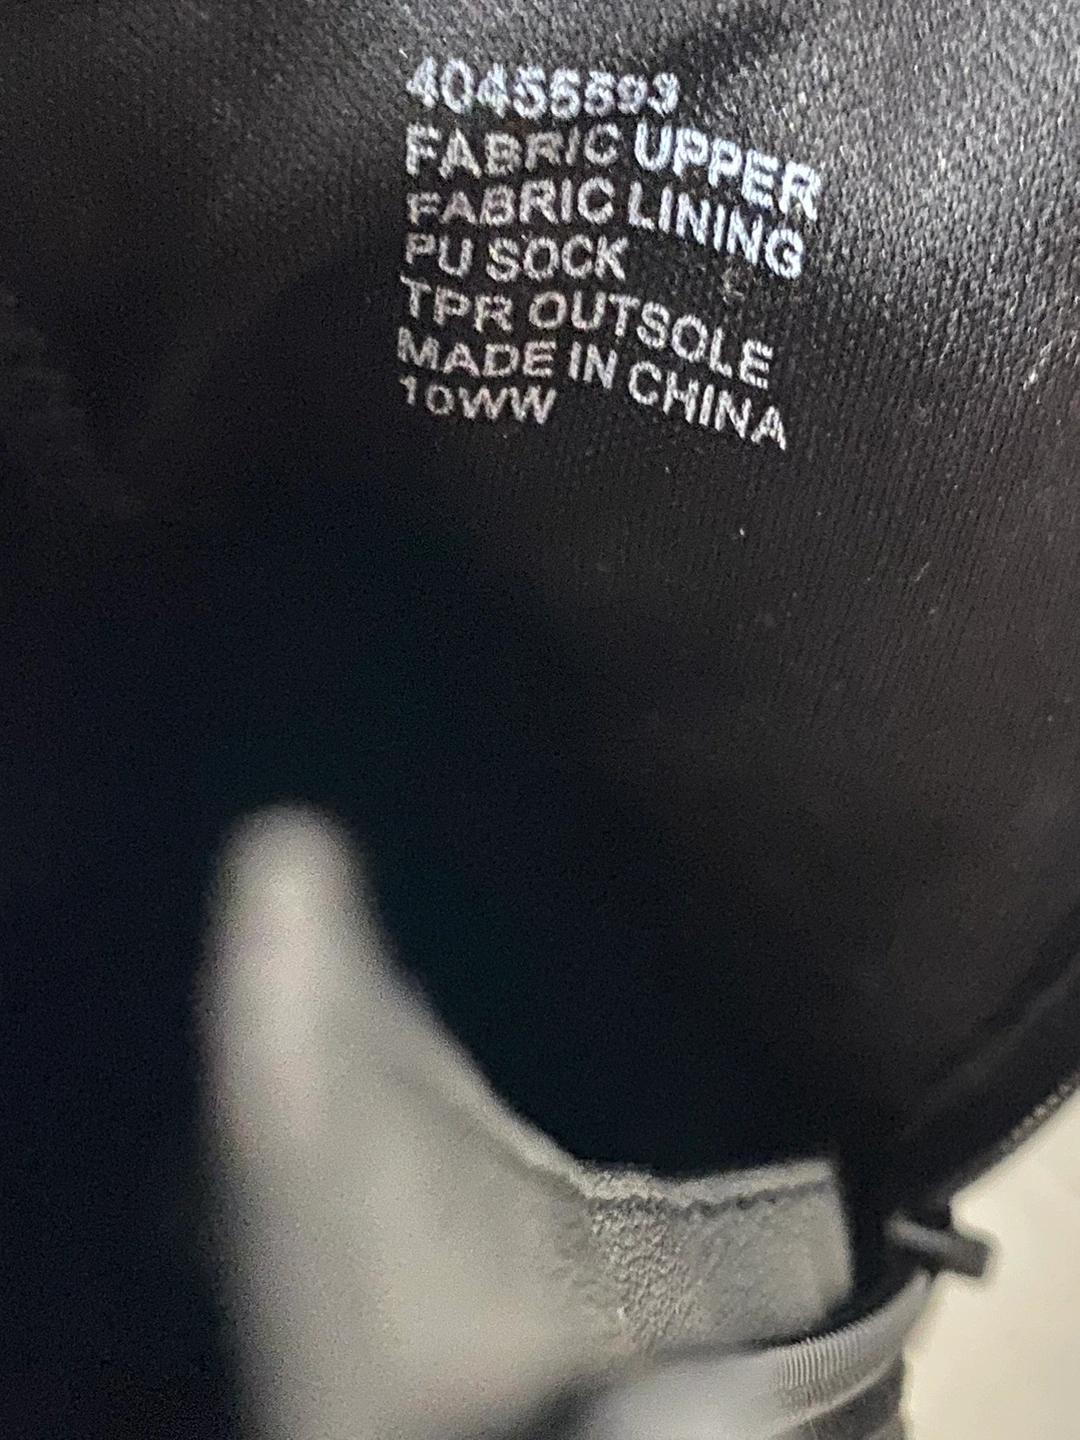 40455593
FABRIC UPPER
FABRIC LINING
PU SOCK
TPR OUTSOLE
MADE IN CHINA
10WW